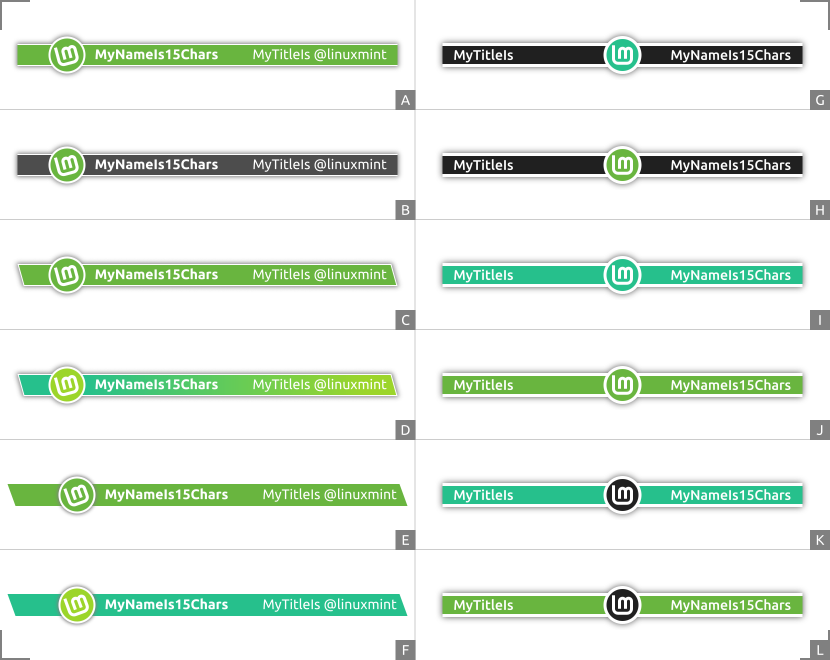 MyNameIs15Chars MyTitleIs @linuxmint
A
MyNameIs15Chars MyTitleIs @linuxmint
B
MyNameIs15Chars MyTitleIs @linuxmint
C
MyNameIs15Chars MyTitleIs @linuxmint
D
MyNameIs15Chars MyTitleIs @linuxmint
E
MyNameIs15Chars MyTitleIs @linuxmint
F
MyTitleIs MyNameIs15Chars
G
MyTitleIs MyNameIs15Chars
H
MyTitleIs MyNameIs15Chars
I
MyTitleIs MyNameIs15Chars
J
MyTitleIs MyNameIs15Chars
K
MyTitleIs MyNameIs15Chars
L